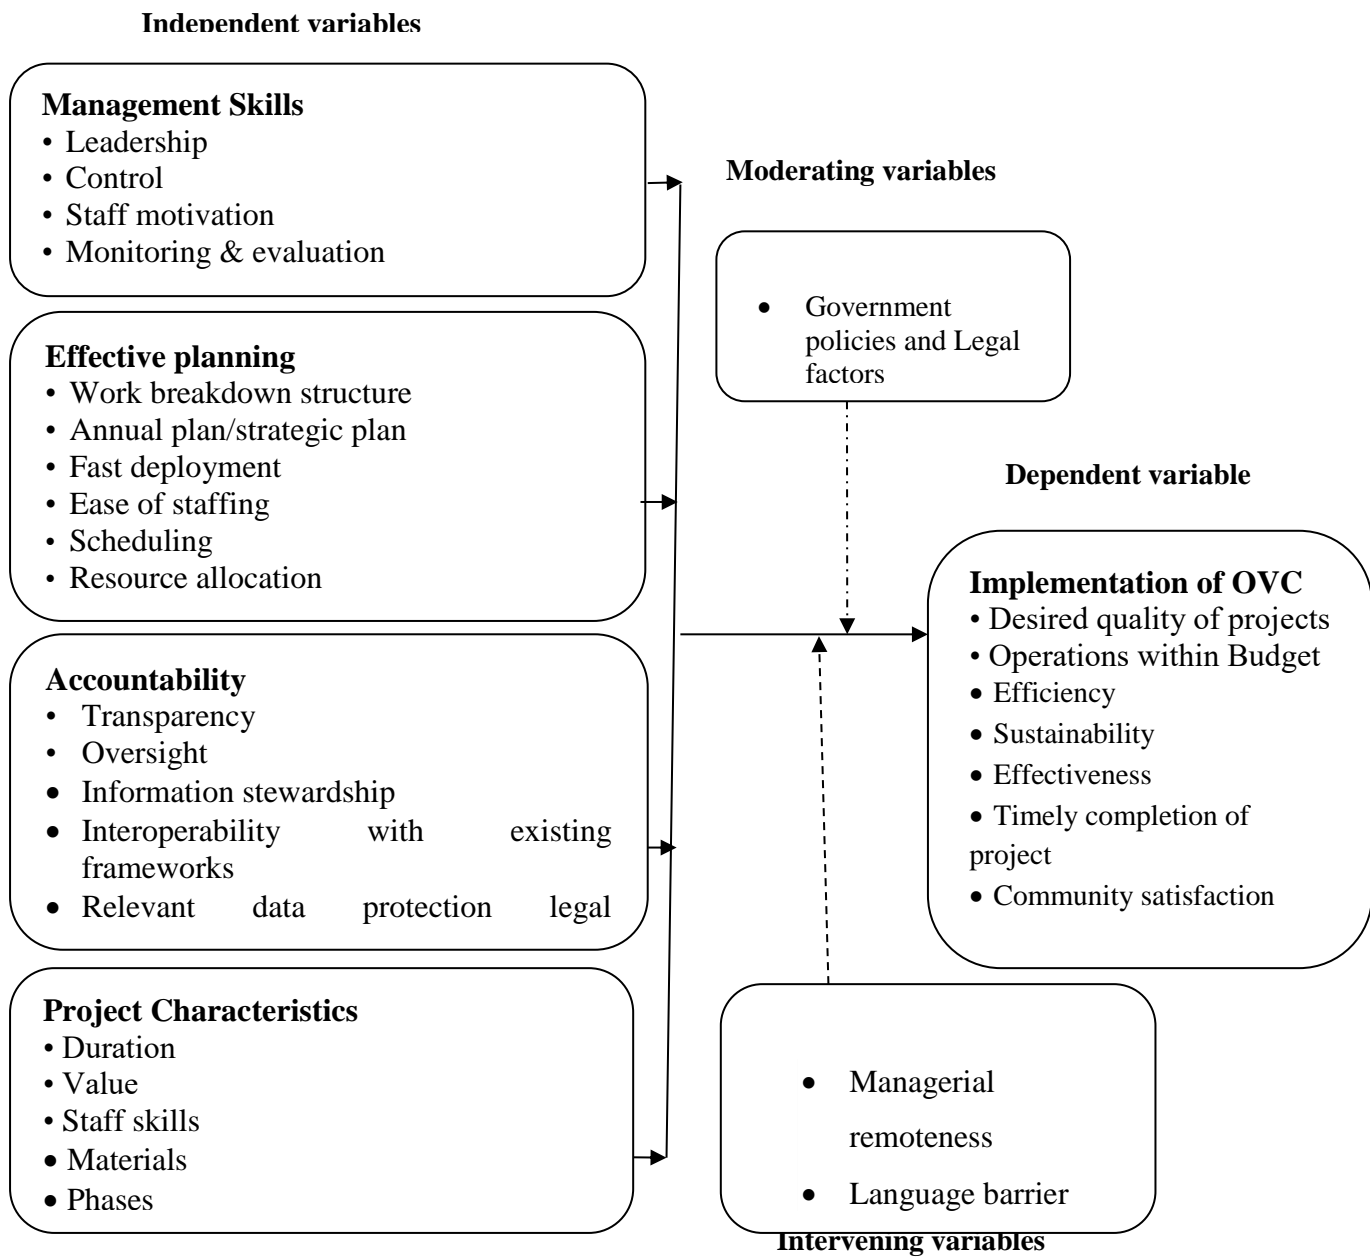 Independent variables
Management Skills
• Leadership
• Control
• Staff motivation
• Monitoring & evaluation
Effective planning
• Work breakdown structure
• Annual plan/strategic plan
• Fast deployment
• Ease of staffing
• Scheduling
• Resource allocation
Accountability
• Transparency
• Oversight
• Information stewardship
• Interoperability with existing
frameworks
• Relevant data protection legal
Project Characteristics
• Duration
• Value
• Staff skills
• Materials
• Phases
Moderating variables
• Government
policies and Legal
factors
Dependent variable
Implementation of OVC
• Desired quality of projects
• Operations within Budget
• Efficiency
• Sustainability
• Effectiveness
• Timely completion of
project
• Community satisfaction
• Managerial
remoteness
• Language barrier
Intervening variables